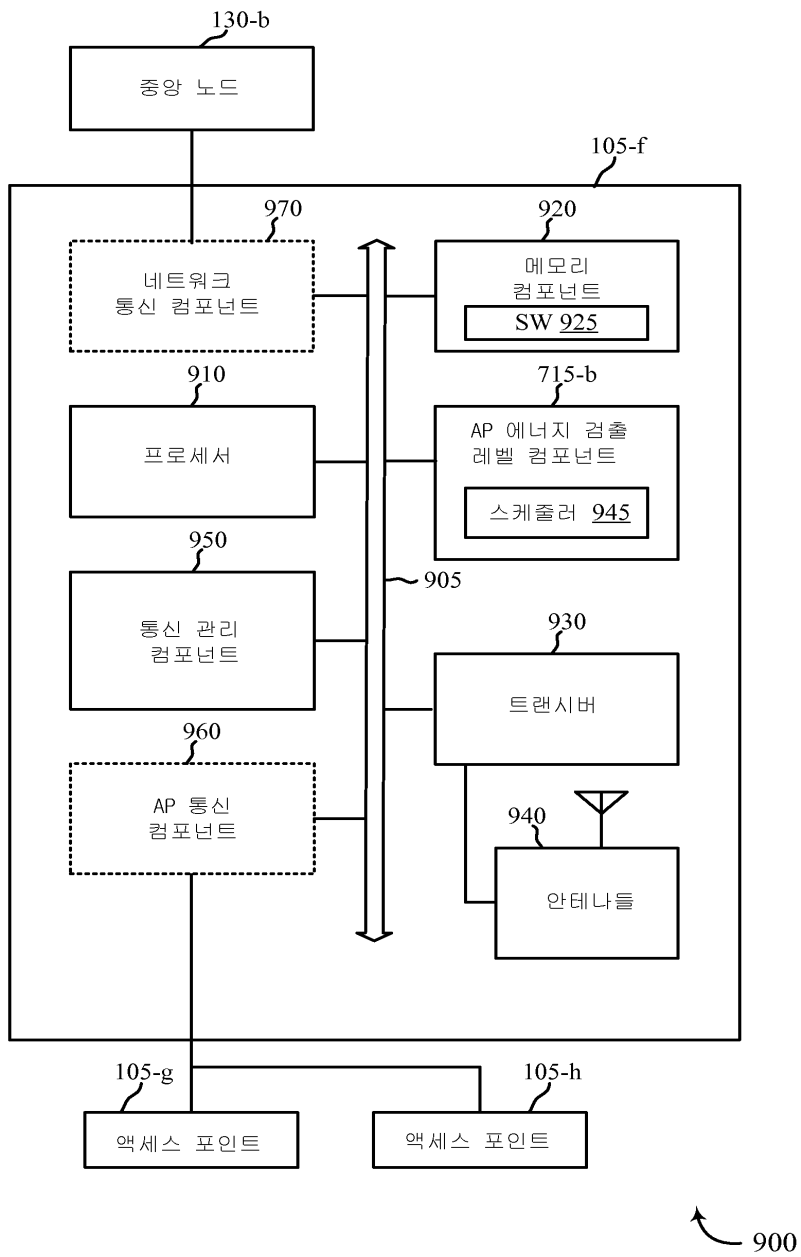 130-b
중앙 노드
105-f
970
네트워크
통신 컴포넌트
920
메모리
컴포넌트
SW 925
910
프로세서
715-b
AP 에너지 검출
레벨 컴포넌트
스케줄러 945
950
통신 관리
컴포넌트
905
930
트랜시버
960
AP 통신
컴포넌트
940
안테나들
105-g
액세스 포인트
105-h
액세스 포인트
900